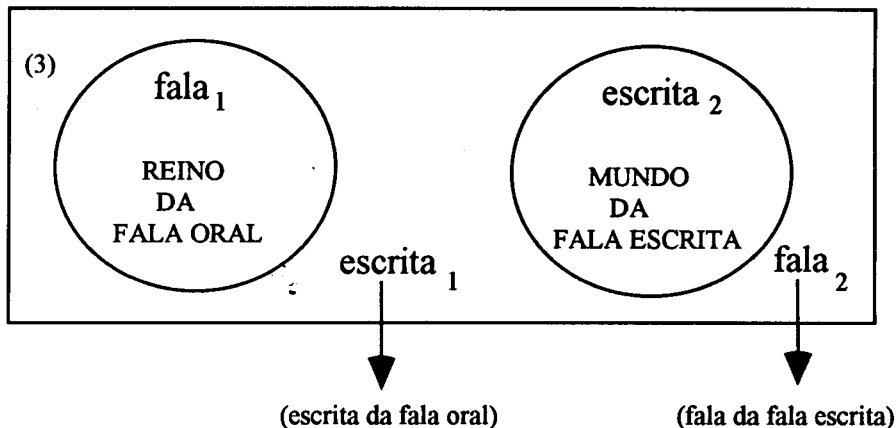 (3)
fala 1
REINO
DA
FALA ORAL
escrita 1
escrita 2
MUNDO
DA
FALA ESCRITA
fala 2
(escrita da fala oral)
(fala da fala escrita)